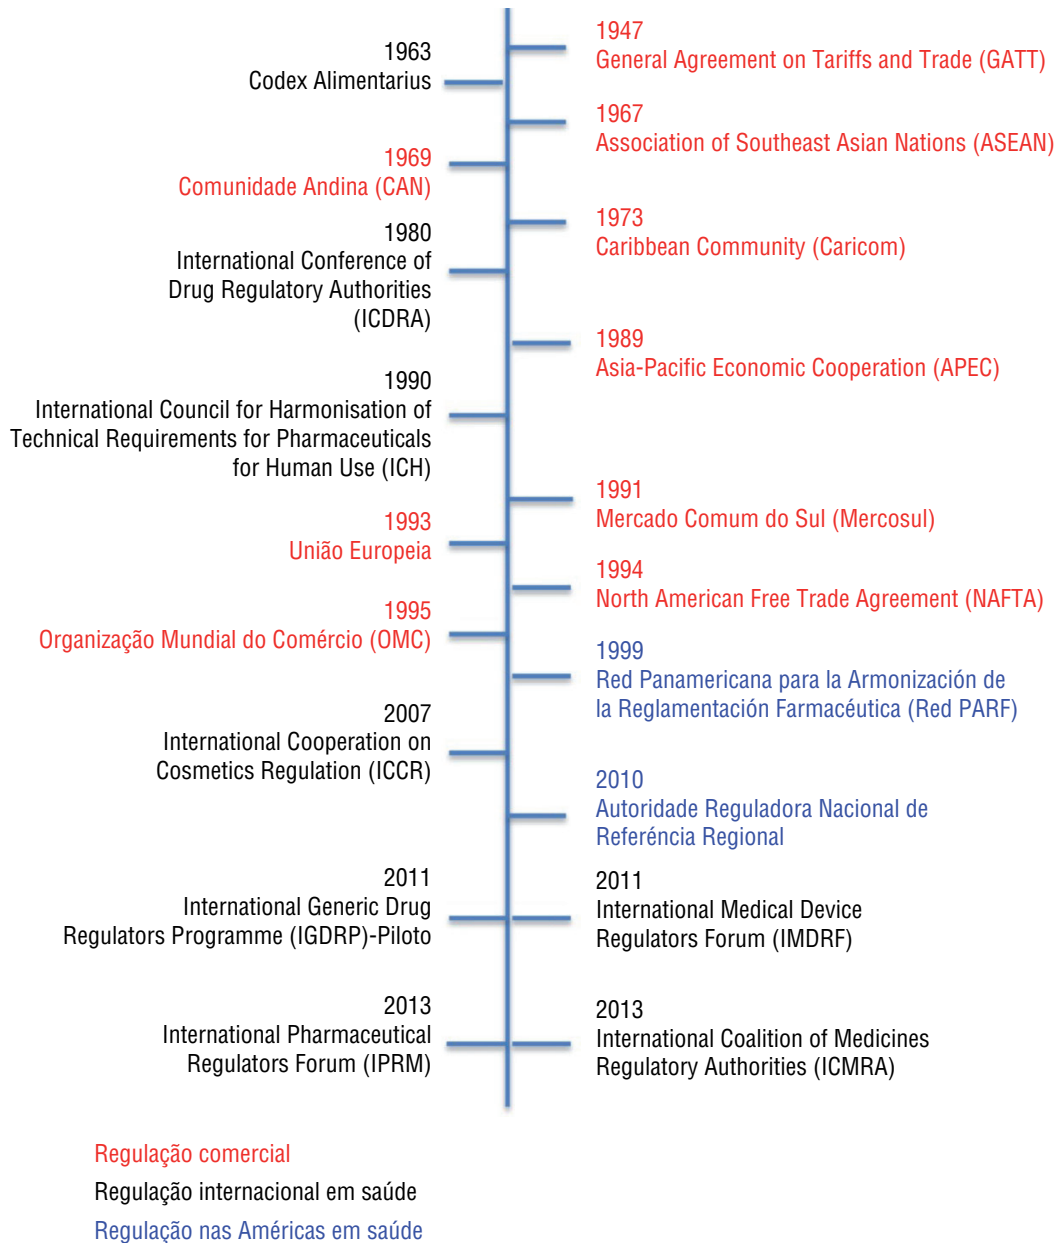 1947
General Agreement on Tariffs and Trade (GATT)
1963
Codex Alimentarius
1967
Association of Southeast Asian Nations (ASEAN)
1969
Comunidade Andina (CAN)
1973
Caribbean Community (Caricom)
1980
International Conference of
Drug Regulatory Authorities
(ICDRA)
1989
Asia-Pacific Economic Cooperation (APEC)
1990
International Council for Harmonisation of
Technical Requirements for Pharmaceuticals
for Human Use (ICH)
1991
Mercado Comum do Sul (Mercosul)
1993
União Europeia
1994
North American Free Trade Agreement (NAFTA)
1995
Organização Mundial do Comércio (OMC)
1999
Red Panamericana para la Armonización de
la Reglamentación Farmacéutica (Red PARF)
2007
International Cooperation on
Cosmetics Regulation (ICCR)
2010
Autoridade Reguladora Nacional de
Referéncia Regional
2011
International Generic Drug
Regulators Programme (IGDRP)-Piloto
2011
International Medical Device
Regulators Forum (IMDRF)
2013
International Pharmaceutical
Regulators Forum (IPRM)
2013
International Coalition of Medicines
Regulatory Authorities (ICMRA)
Regulação comercial
Regulação internacional em saúde
Regulação nas Américas em saúde